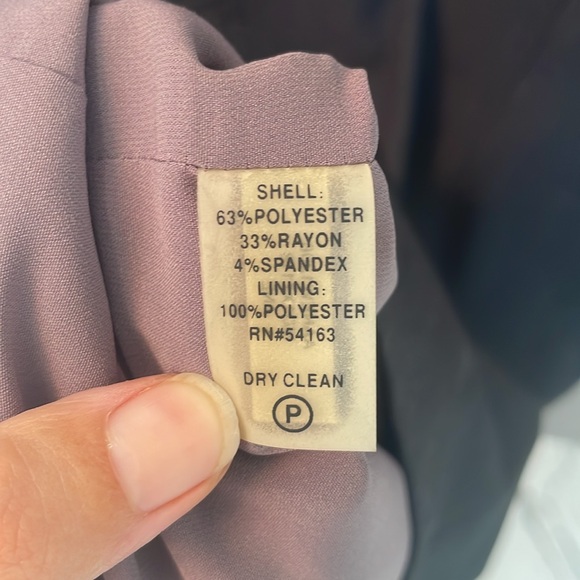 SHELL:
63%POLYESTER
33%RAYON
4%SPANDEX
LINING:
100%POLYESTER
RN#54163
DRY CLEAN
P